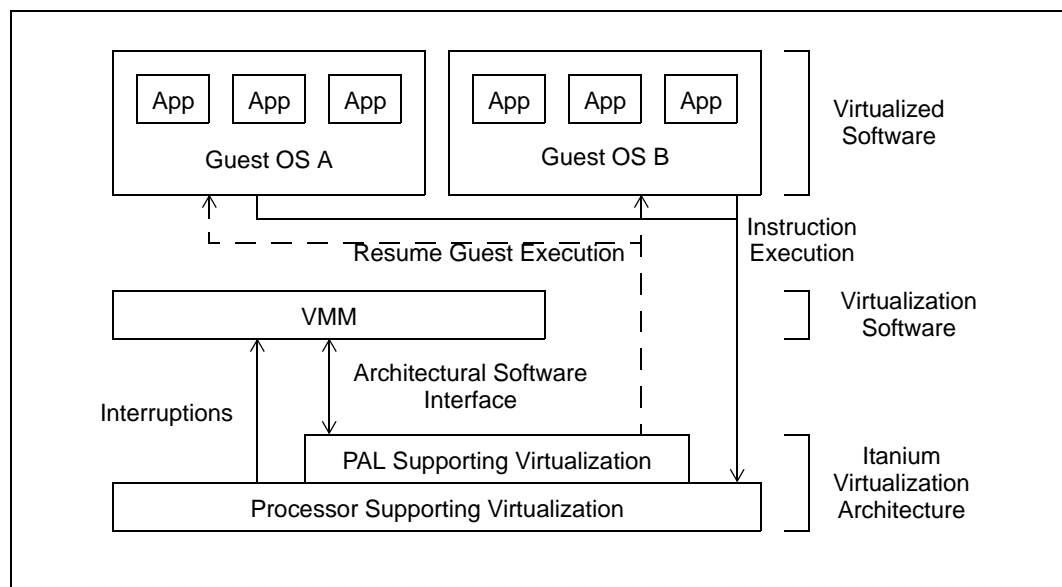 App App App
Guest OS A
App App App
Guest OS B
Virtualized
Software
Resume Guest Execution
Instruction
Execution
VMM
Virtualization
Software
Interruptions
Architectural Software
Interface
PAL Supporting Virtualization
Processor Supporting Virtualization
Itanium
Virtualization
Architecture